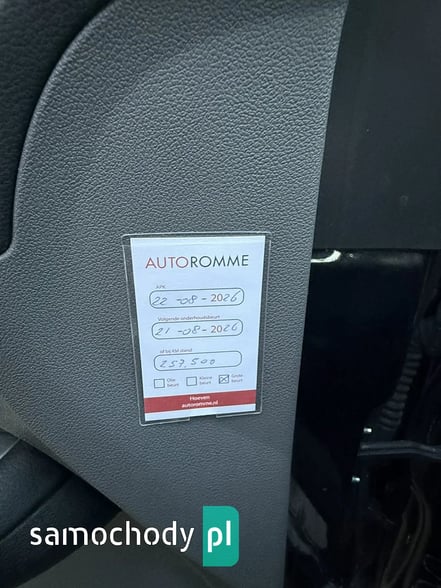 AUTOROMME
APK
22-08-2026
Volgende onderhoudsbeurt
21-08-2026
of bij KM stand
257.500
Olie beurt
Kleine beurt
Grote beurt
Hoeven
autoromme.nl
samochody pl